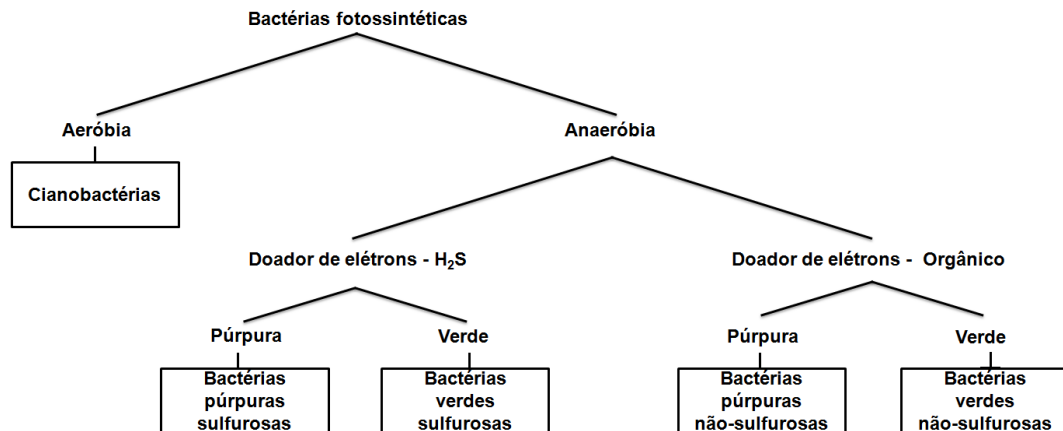 Bactérias fotossintéticas
Aeróbia
Anaeróbia
Cianobactérias
Doador de elétrons - H₂S
Doador de elétrons - Orgânico
Púrpura
Verde
Púrpura
Verde
Bactérias
púrpuras
sulfurosas
Bactérias
verdes
sulfurosas
Bactérias
púrpuras
não-sulfurosas
Bactérias
verdes
não-sulfurosas